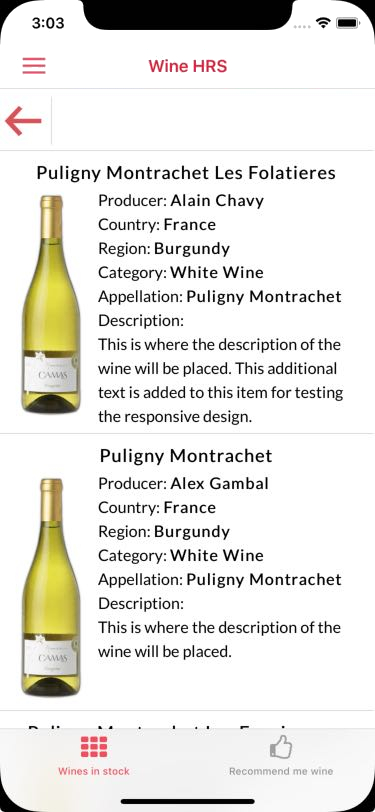 3:03
Wine HRS
Puligny Montrachet Les Folatieres
Producer: Alain Chavy
Country: France
Region: Burgundy
Category: White Wine
Appellation: Puligny Montrachet
Description:
This is where the description of the
wine will be placed. This additional
text is added to this item for testing
the responsive design.
CAMAS
Puligny Montrachet
Producer: Alex Gambal
Country: France
Region: Burgundy
Category: White Wine
Appellation: Puligny Montrachet
Description:
This is where the description of the
wine will be placed.
CAMAS
Wines in stock
Recommend me wine